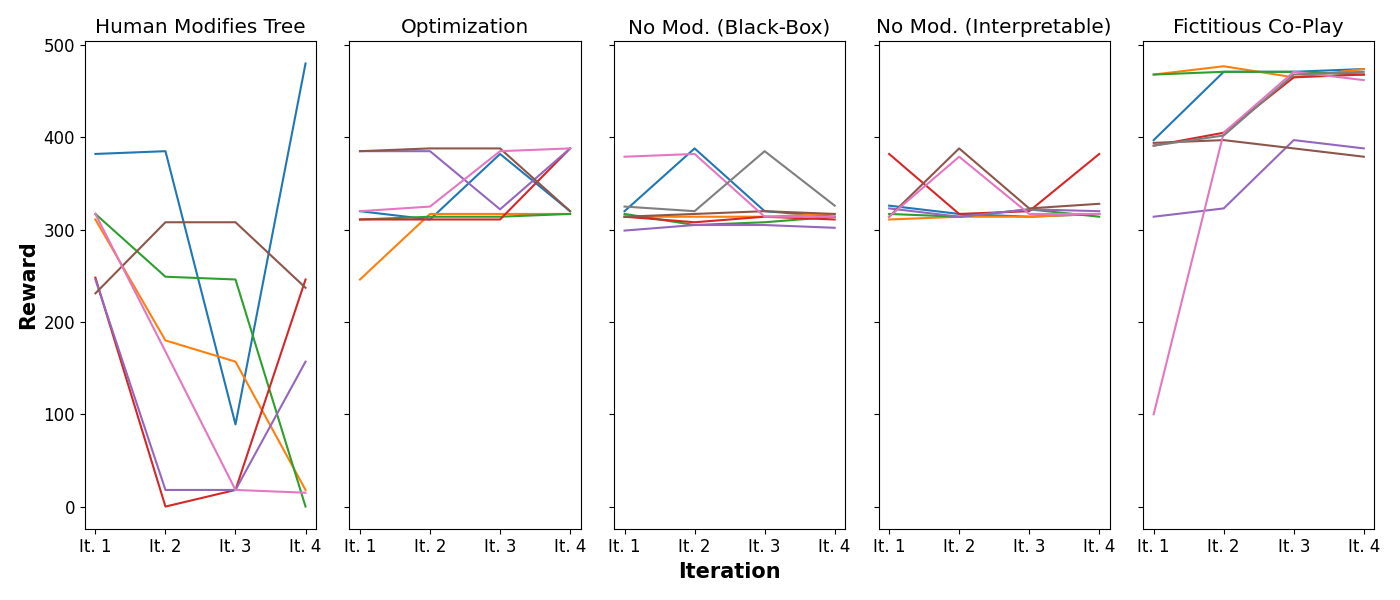 Human Modifies Tree
Optimization
No Mod. (Black-Box)
No Mod. (Interpretable)
Fictitious Co-Play
500
400
300
200
100
0
Reward
It. 1 It. 2 It. 3 It. 4
It. 1 It. 2 It. 3 It. 4
It. 1 It. 2 It. 3 It. 4
It. 1 It. 2 It. 3 It. 4
It. 1 It. 2 It. 3 It. 4
Iteration